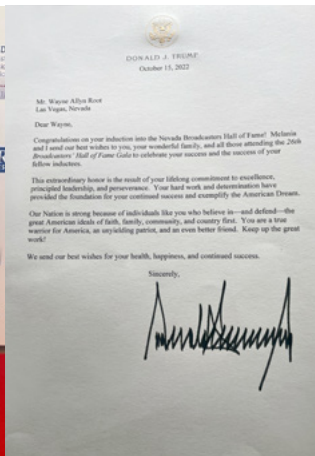 DONALD J. TRUMP
October 15, 2022
Mr. Wayne Allyn Root
Las Vegas, Nevada
Dear Wayne,
Congratulations on your induction into the Nevada Broadcasters Hall of Fame! Melania
and I send our best wishes to you, your wonderful family, and all those attending the 26th
Broadcasters' Hall of Fame Gala to celebrate your success and the success of your
fellow inductees.
This extraordinary honor is the result of your lifelong commitment to excellence,
principled leadership, and perseverance. Your hard work and determination have
provided the foundation for your continued success and exemplify the American Dream.
Our Nation is strong because of individuals like you who believe in—and defend—the
great American ideals of faith, family, community, and country first. You are a true
warrior for America, an unyielding patriot, and an even better friend. Keep up the great
work!
We send our best wishes for your health, happiness, and continued success.
Sincerely,